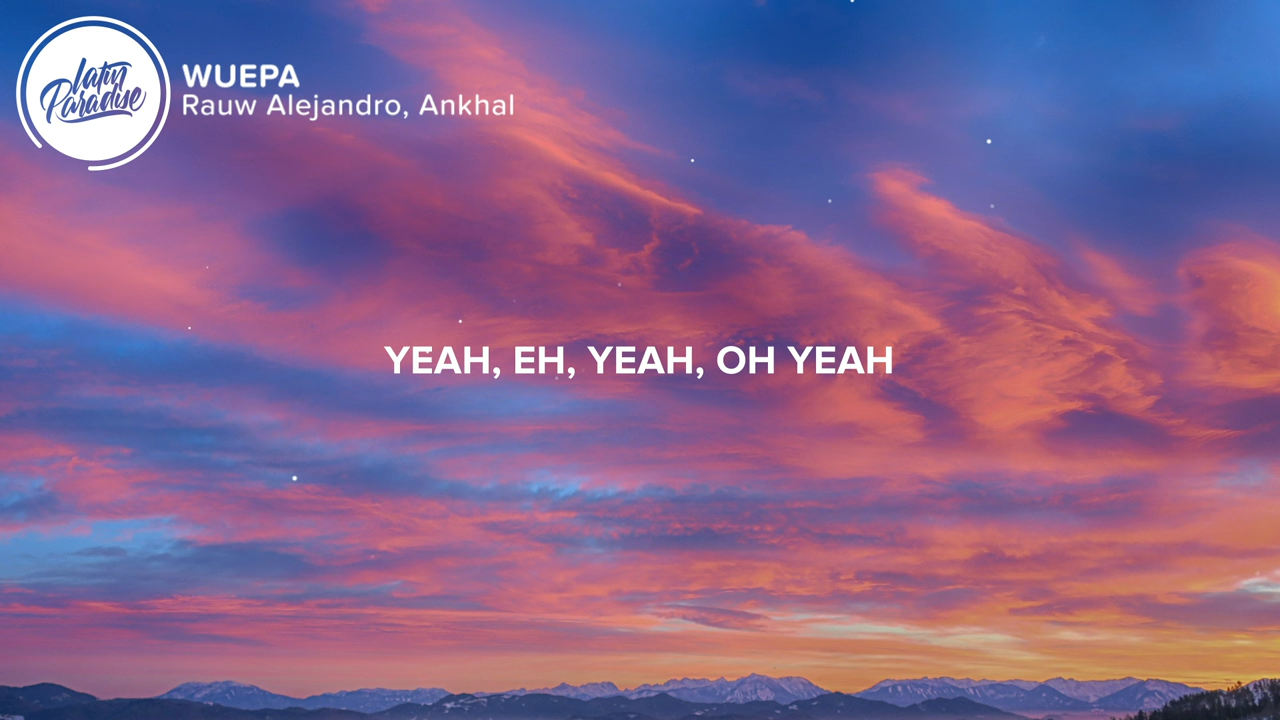 Latin
Paradise
WUEPA
Rauw Alejandro, Ankhal
YEAH, EH, YEAH, OH YEAH